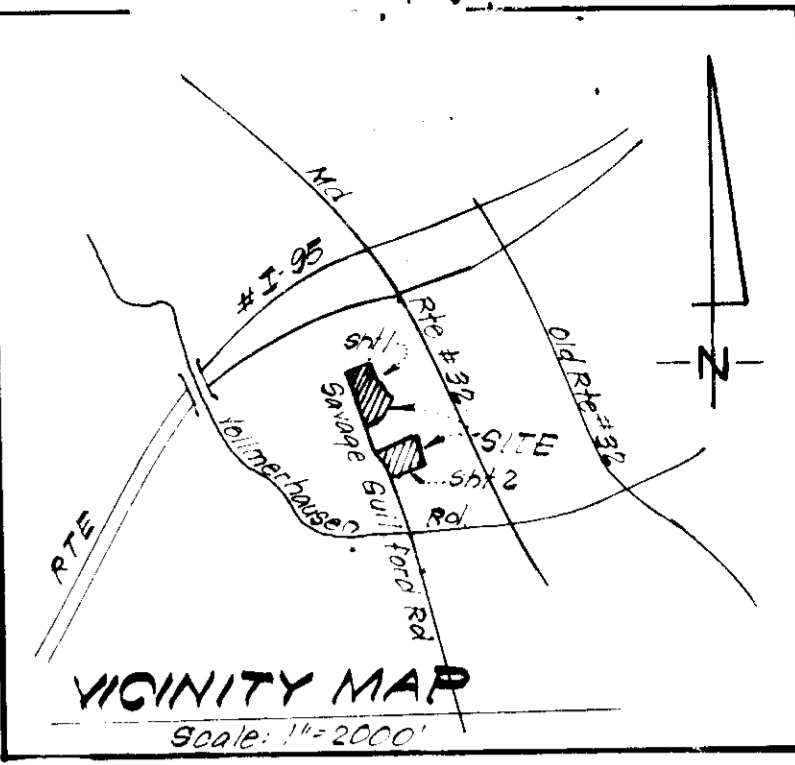 Md
Rte #32
# I-95
RTE
Old Rte #32
sht 1
SITE
sht 2
Savage Guilford Rd
Vollmerhausen Rd.
N
VICINITY MAP
Scale: 1"=2000'